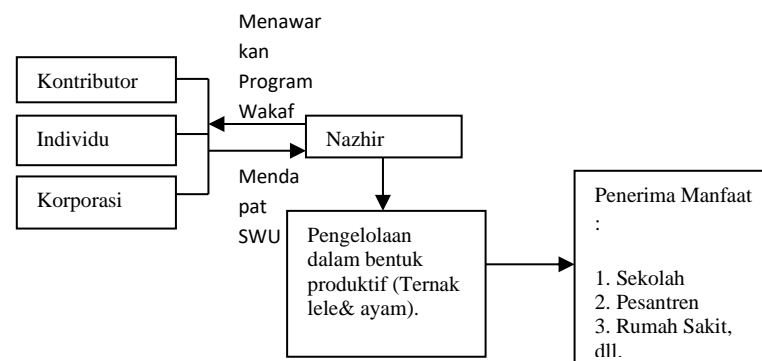 Menawar
kan
Program
Wakaf
Kontributor
Individu
Korporasi
Nazhir
Menda
pat
SWU
Pengelolaan
dalam bentuk
produktif (Ternak
lele& ayam).
Penerima Manfaat
:
1. Sekolah
2. Pesantren
3. Rumah Sakit,
dll.